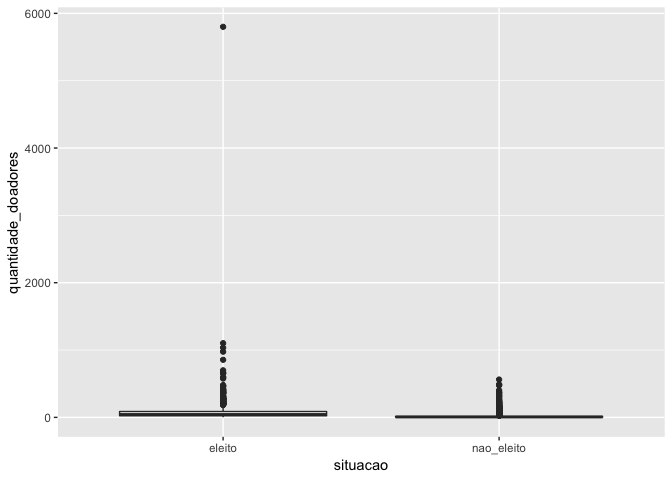 6000
4000
2000
0
quantidade_doadores
eleito
nao_eleito
situacao